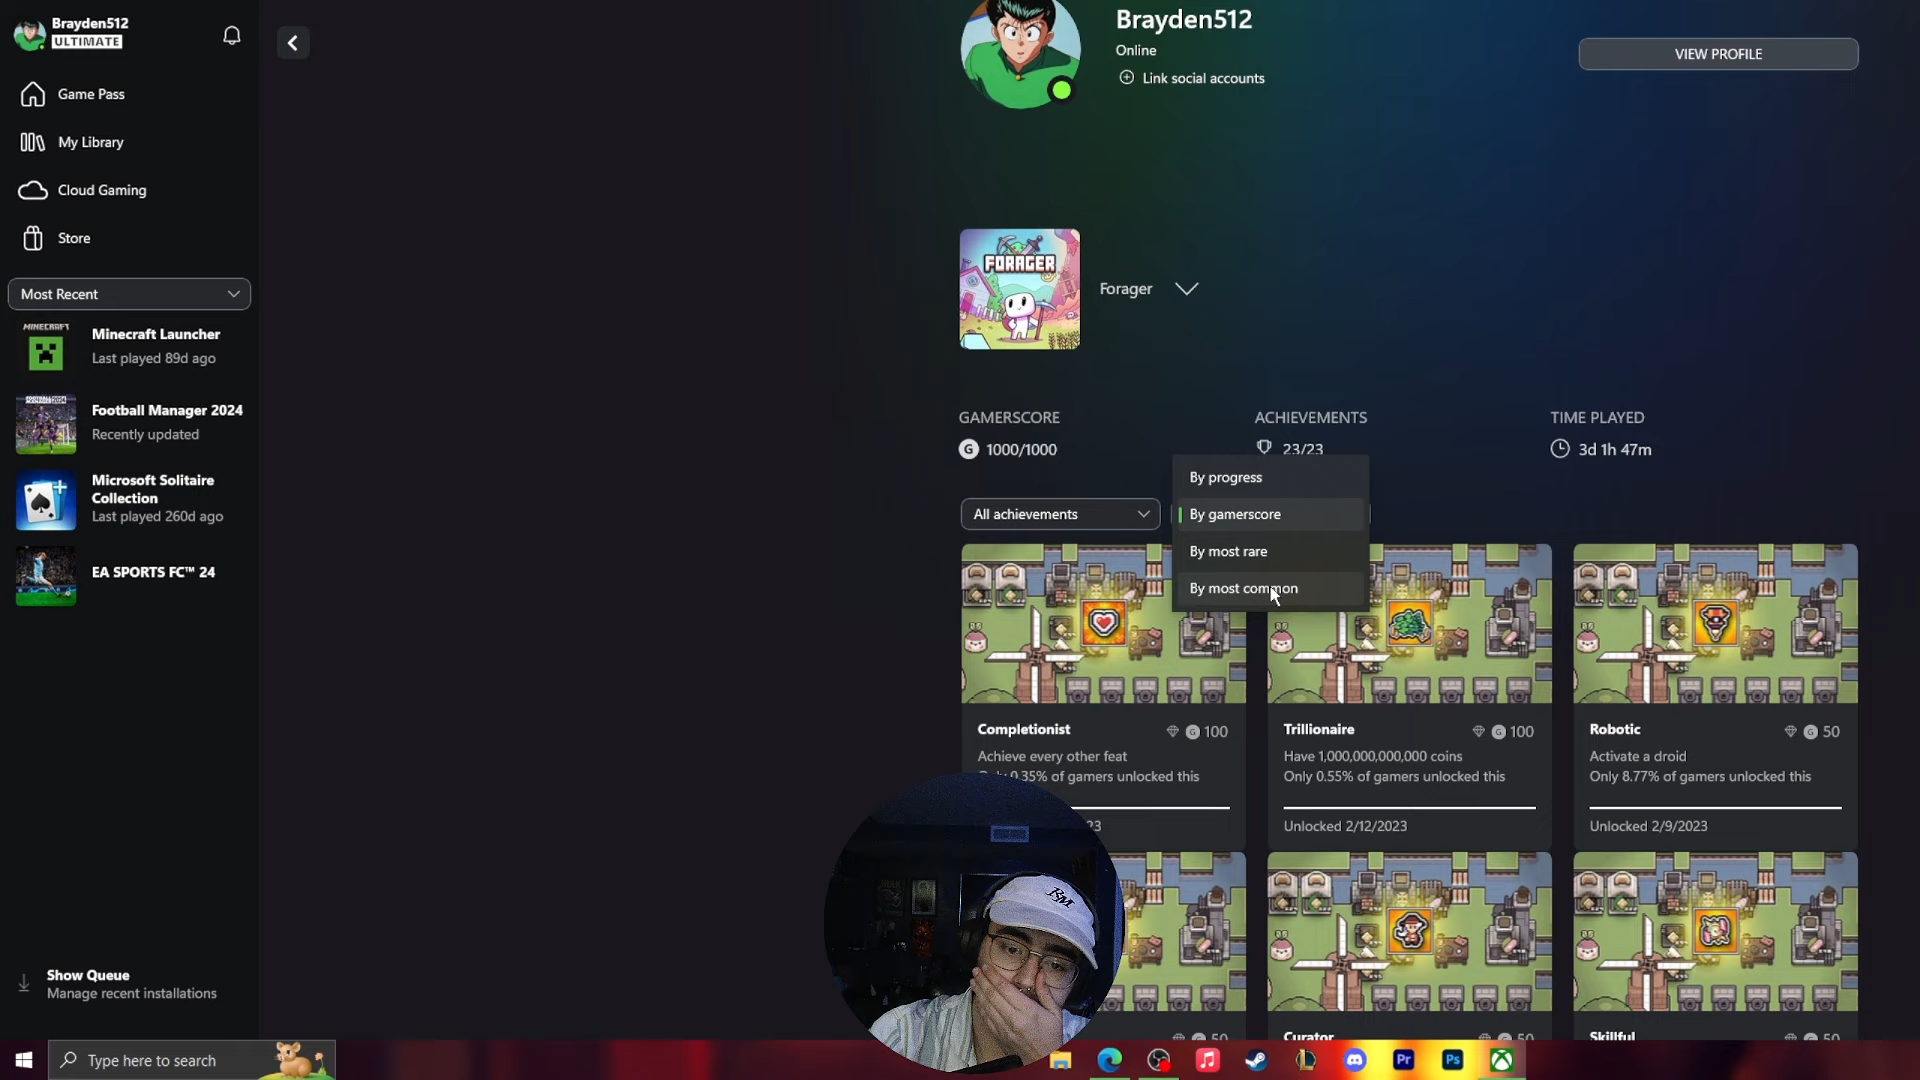 Brayden512
ULTIMATE
Game Pass
My Library
Cloud Gaming
Store
Most Recent
MINECRAFT
Minecraft Launcher
Last played 89d ago
Football Manager 2024
Recently updated
Microsoft Solitaire
Collection
Last played 260d ago
EA SPORTS FC™ 24
Show Queue
Manage recent installations
Type here to search
Brayden512
Online
Link social accounts
VIEW PROFILE
FORAGER
Forager
GAMERSCORE
G 1000/1000
ACHIEVEMENTS
23/23
TIME PLAYED
3d 1h 47m
All achievements
By progress
By gamerscore
By most rare
By most common
Completionist
G 100
Achieve every other feat
0.35% of gamers unlocked this
23
Trillionaire
G 100
Have 1,000,000,000,000 coins
Only 0.55% of gamers unlocked this
Unlocked 2/12/2023
Robotic
G 50
Activate a droid
Only 8.77% of gamers unlocked this
Unlocked 2/9/2023
G 50
Curator
G 50
Skillful
G 50
BM
Pr
Ps